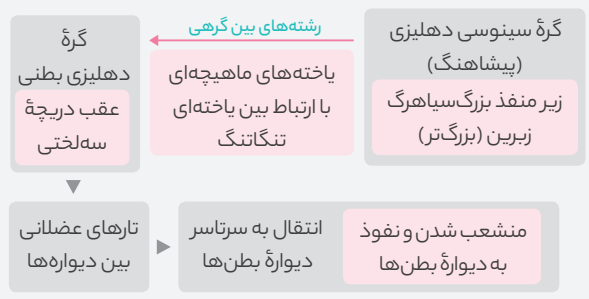 گرهٔ سینوسی دهلیزی
(پیشاهنگ)
زیر منفذ بزرگ‌سیاهرگ
زبرین (بزرگ‌تر)
رشته‌های بین گرهی
یاخته‌های ماهیچه‌ای
با ارتباط بین یاخته‌ای
تنگاتنگ
گرهٔ
دهلیزی بطنی
عقب دریچهٔ
سه‌لختی
تارهای عضلانی
بین دیواره‌ها
انتقال به سرتاسر
دیوارهٔ بطن‌ها
منشعب شدن و نفوذ
به دیوارهٔ بطن‌ها